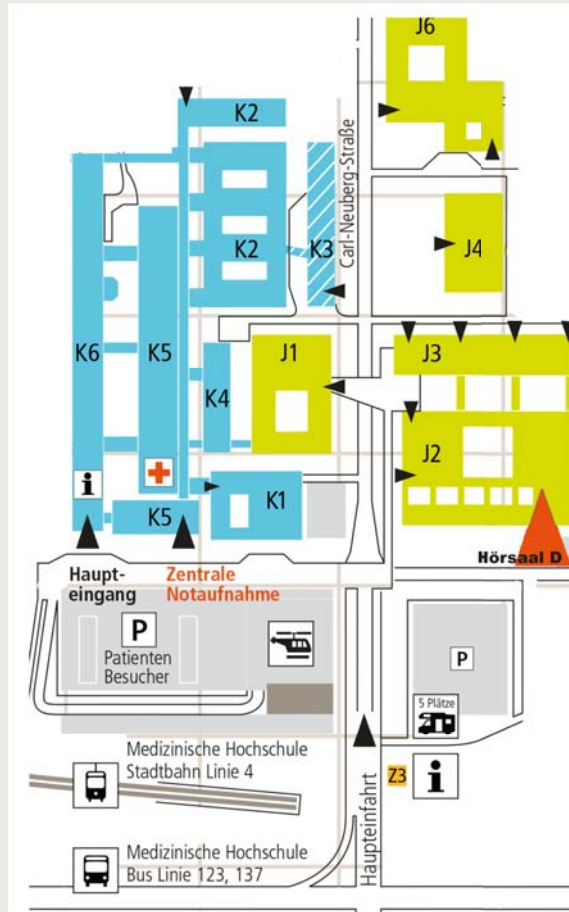 J6
K2
Carl-Neuberg-Straße
K2
K3
J4
K6
K5
J1
J3
K4
J2
i
K1
K5
Hörsaal D
Haupt-
eingang
Zentrale
Notaufnahme
P
Patienten
Besucher
P
5 Plätze
Medizinische Hochschule
Stadtbahn Linie 4
Haupteinfahrt
Z3
i
Medizinische Hochschule
Bus Linie 123, 137